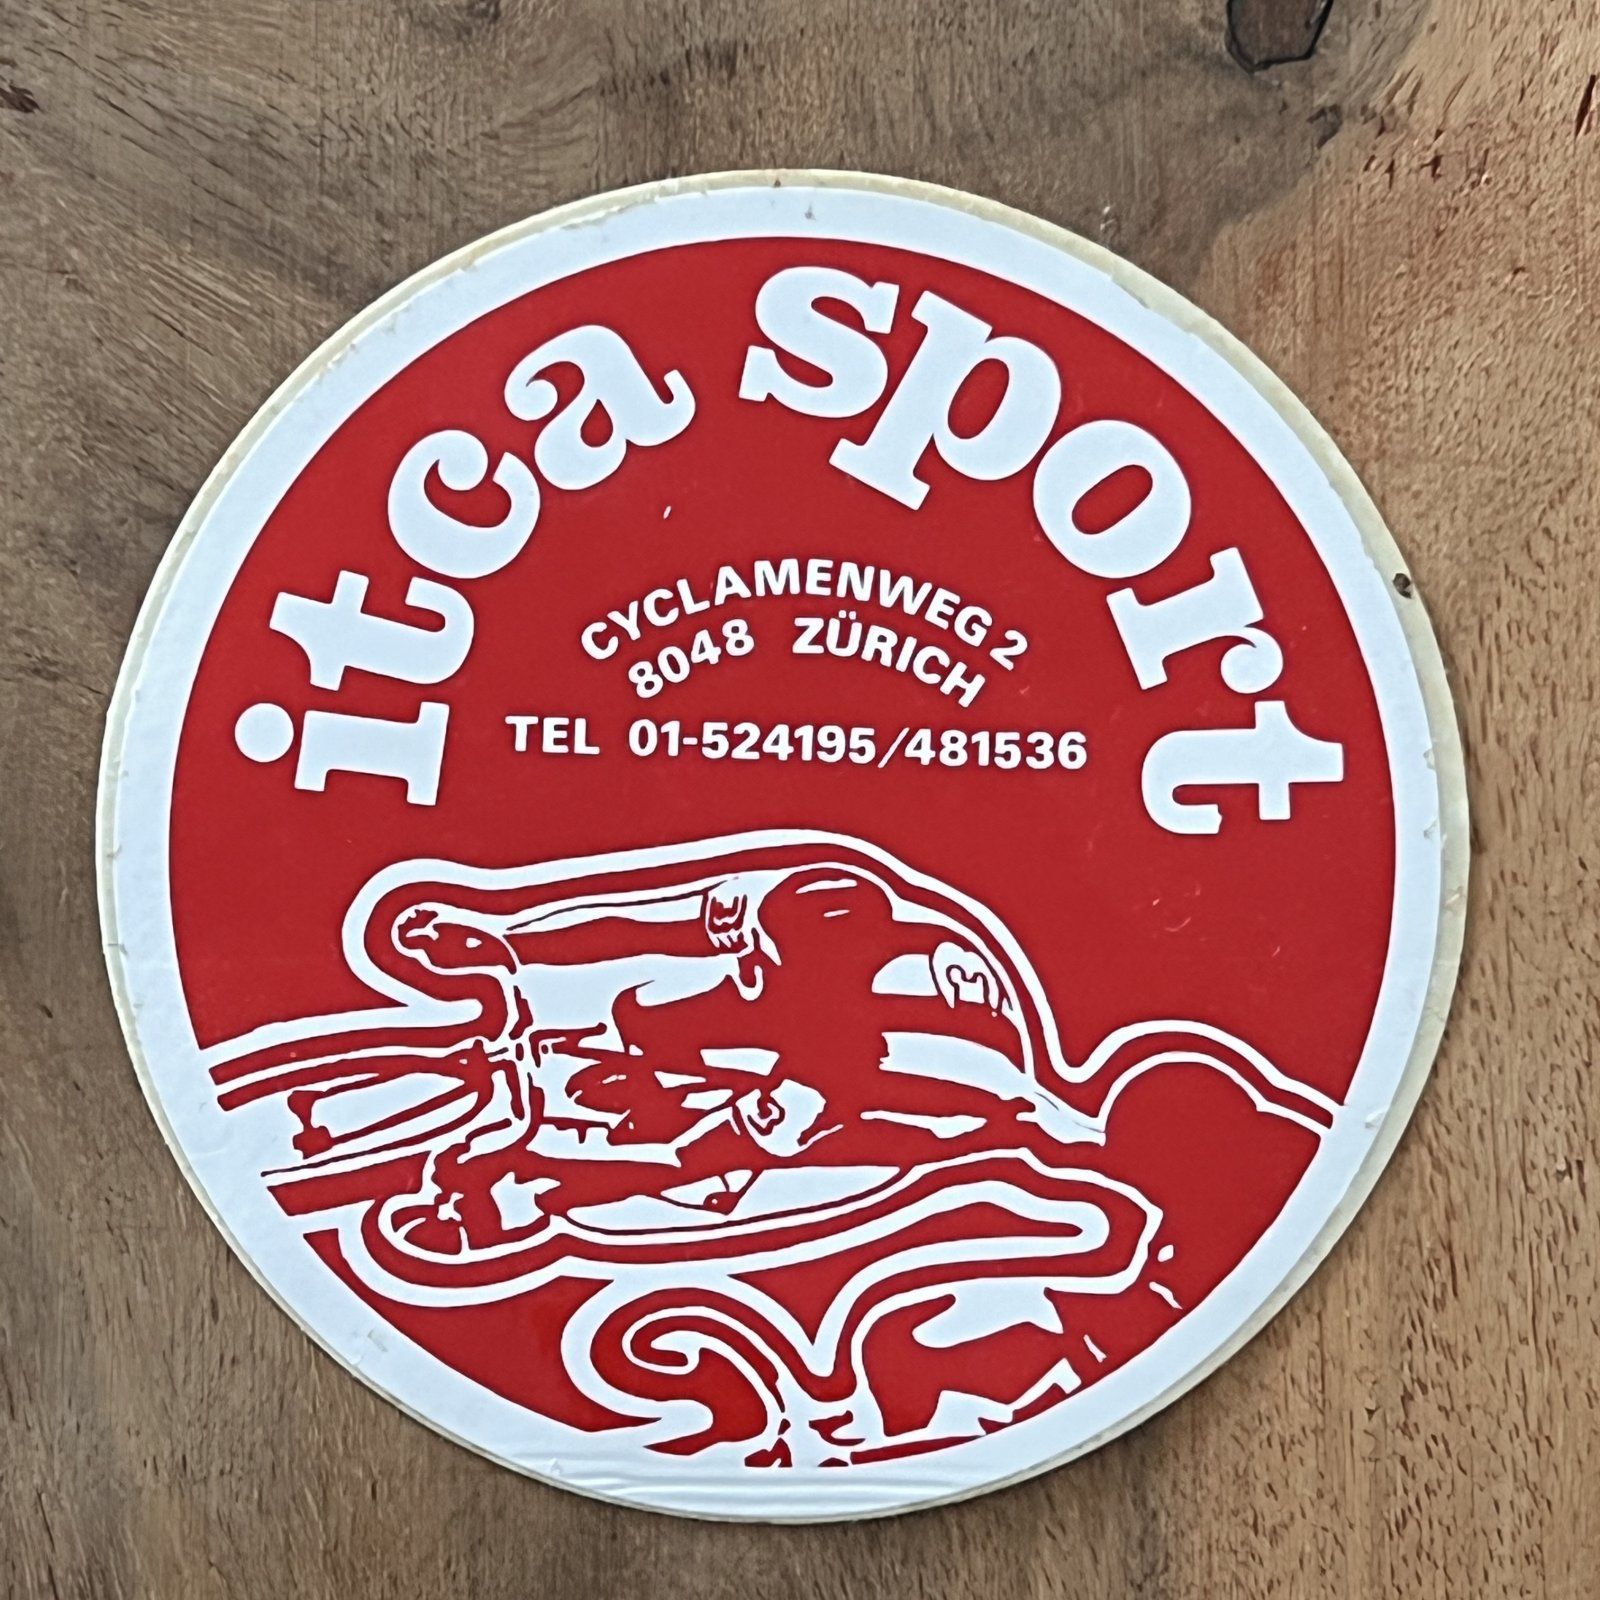 itca sport
CYCLAMENWEG 2
8048 ZÜRICH
TEL 01-524195/481536